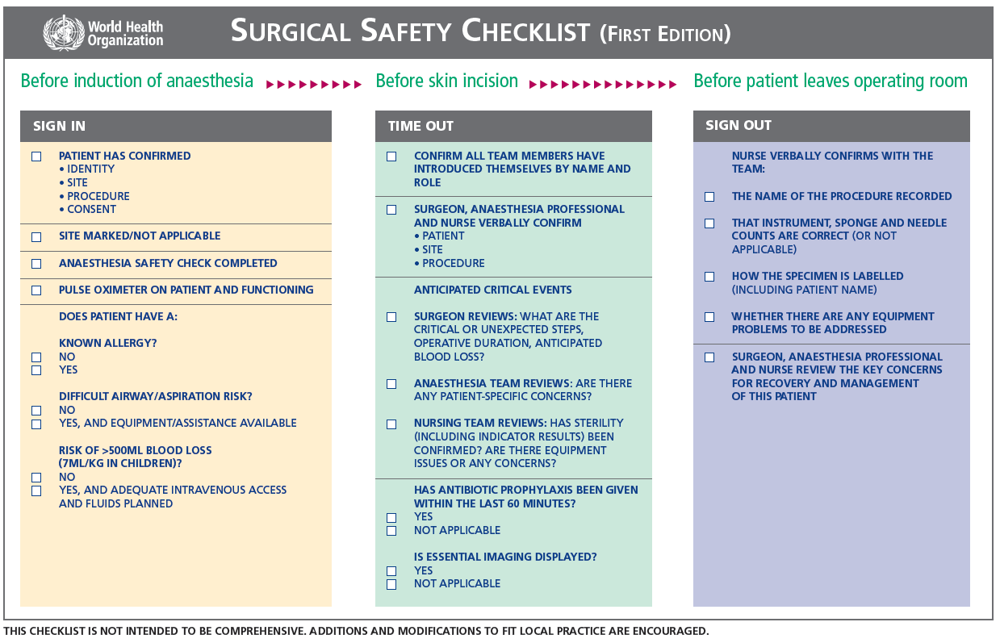 World Health
Organization
SURGICAL SAFETY CHECKLIST (FIRST EDITION)
Before induction of anaesthesia
Before skin incision
Before patient leaves operating room
SIGN IN
PATIENT HAS CONFIRMED
• IDENTITY
• SITE
• PROCEDURE
• CONSENT
SITE MARKED/NOT APPLICABLE
ANAESTHESIA SAFETY CHECK COMPLETED
PULSE OXIMETER ON PATIENT AND FUNCTIONING
DOES PATIENT HAVE A:
KNOWN ALLERGY?
NO
YES
DIFFICULT AIRWAY/ASPIRATION RISK?
NO
YES, AND EQUIPMENT/ASSISTANCE AVAILABLE
RISK OF >500ML BLOOD LOSS
(7ML/KG IN CHILDREN)?
NO
YES, AND ADEQUATE INTRAVENOUS ACCESS
AND FLUIDS PLANNED
TIME OUT
CONFIRM ALL TEAM MEMBERS HAVE
INTRODUCED THEMSELVES BY NAME AND
ROLE
SURGEON, ANAESTHESIA PROFESSIONAL
AND NURSE VERBALLY CONFIRM
• PATIENT
• SITE
• PROCEDURE
ANTICIPATED CRITICAL EVENTS
SURGEON REVIEWS: WHAT ARE THE
CRITICAL OR UNEXPECTED STEPS,
OPERATIVE DURATION, ANTICIPATED
BLOOD LOSS?
ANAESTHESIA TEAM REVIEWS: ARE THERE
ANY PATIENT-SPECIFIC CONCERNS?
NURSING TEAM REVIEWS: HAS STERILITY
(INCLUDING INDICATOR RESULTS) BEEN
CONFIRMED? ARE THERE EQUIPMENT
ISSUES OR ANY CONCERNS?
HAS ANTIBIOTIC PROPHYLAXIS BEEN GIVEN
WITHIN THE LAST 60 MINUTES?
YES
NOT APPLICABLE
IS ESSENTIAL IMAGING DISPLAYED?
YES
NOT APPLICABLE
SIGN OUT
NURSE VERBALLY CONFIRMS WITH THE
TEAM:
THE NAME OF THE PROCEDURE RECORDED
THAT INSTRUMENT, SPONGE AND NEEDLE
COUNTS ARE CORRECT (OR NOT
APPLICABLE)
HOW THE SPECIMEN IS LABELLED
(INCLUDING PATIENT NAME)
WHETHER THERE ARE ANY EQUIPMENT
PROBLEMS TO BE ADDRESSED
SURGEON, ANAESTHESIA PROFESSIONAL
AND NURSE REVIEW THE KEY CONCERNS
FOR RECOVERY AND MANAGEMENT
OF THIS PATIENT
THIS CHECKLIST IS NOT INTENDED TO BE COMPREHENSIVE. ADDITIONS AND MODIFICATIONS TO FIT LOCAL PRACTICE ARE ENCOURAGED.